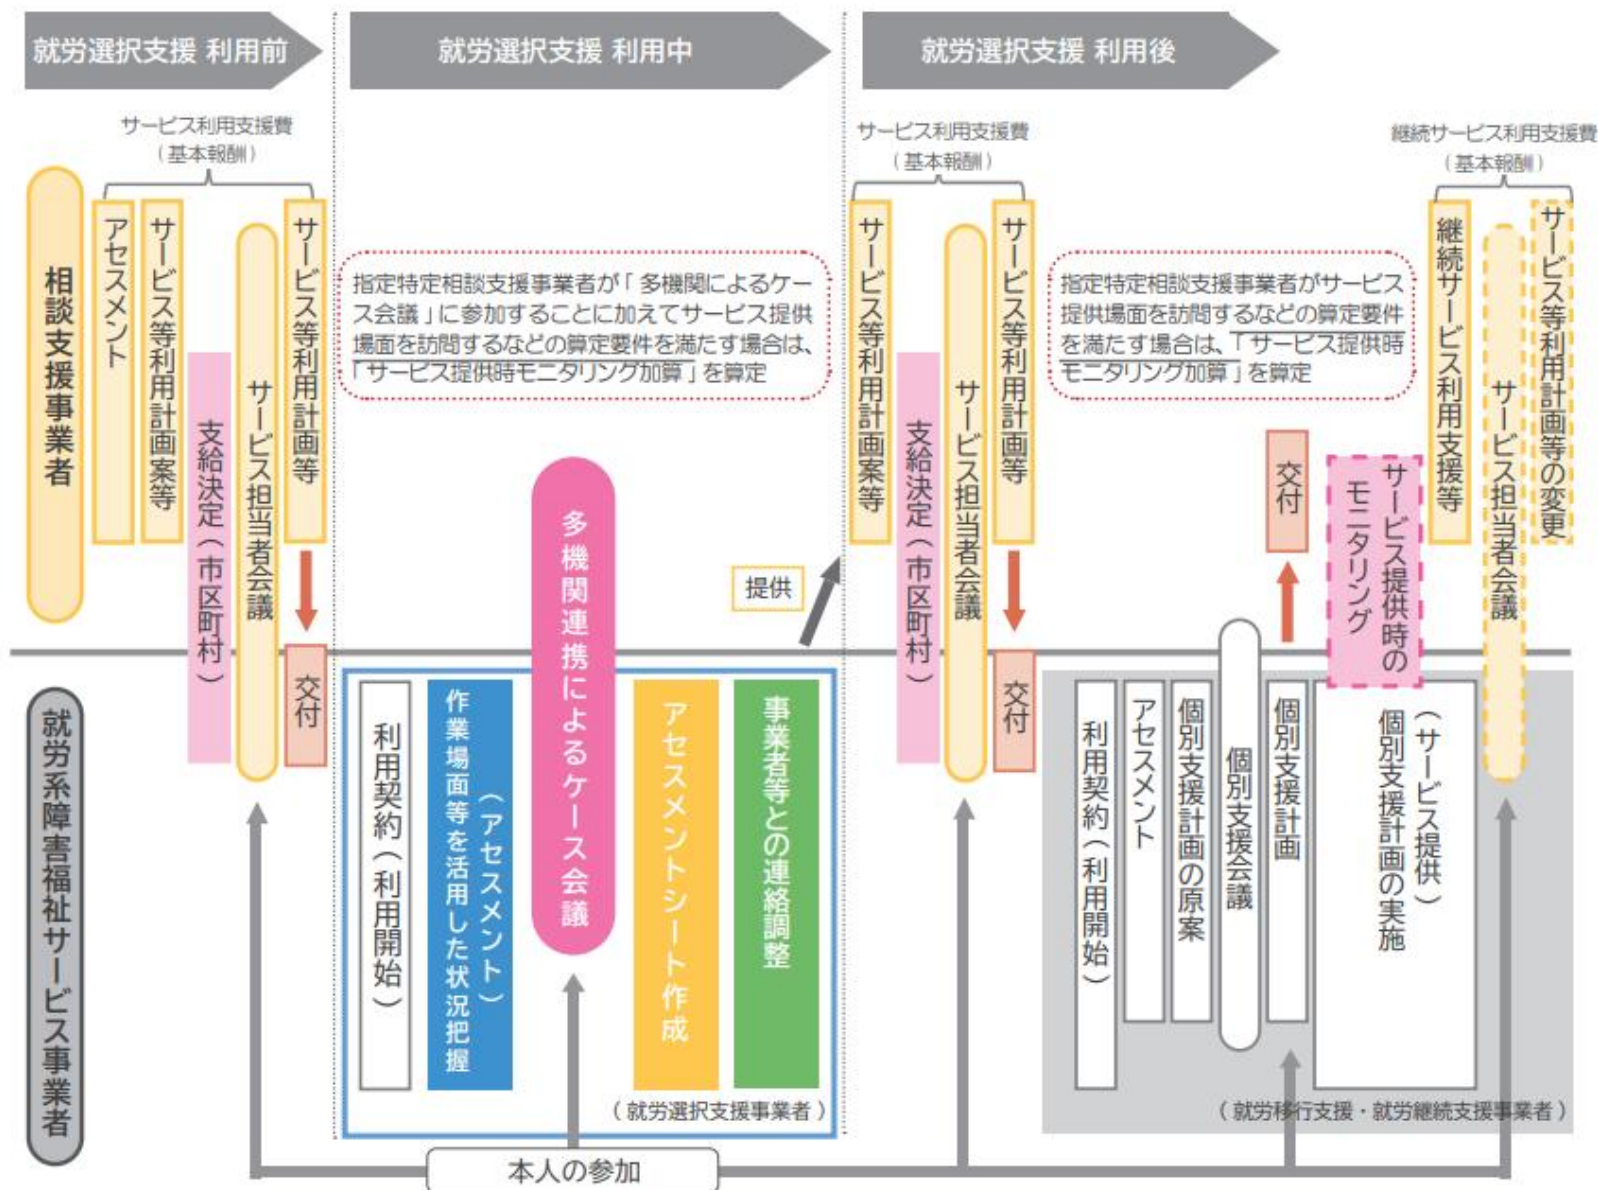 就労選択支援 利用前
就労選択支援 利用中
就労選択支援 利用後
サービス利用支援費
（基本報酬）
サービス利用支援費
（基本報酬）
継続サービス利用支援費
（基本報酬）
相談支援事業者
アセスメント
サービス等利用計画案等
支給決定（市区町村）
サービス担当者会議
サービス等利用計画等
交付
指定特定相談支援事業者が「多機関によるケー
ス会議」に参加することに加えてサービス提供
場面を訪問するなどの算定要件を満たす場合は、
「サービス提供時モニタリング加算」を算定
多機関連携によるケース会議
提供
サービス等利用計画案等
支給決定（市区町村）
サービス担当者会議
サービス等利用計画等
交付
指定特定相談支援事業者がサービス
提供場面を訪問するなどの算定要件
を満たす場合は、「サービス提供時
モニタリング加算」を算定
交付
サービス提供時の
モニタリング
継続サービス利用支援等
サービス担当者会議
サービス等利用計画等の変更
就労系障害福祉サービス事業者
利用契約（利用開始）
作業場面等を活用した状況把握
（アセスメント）
アセスメントシート作成
事業者等との連絡調整
（就労選択支援事業者）
利用契約（利用開始）
アセスメント
個別支援計画の原案
個別支援会議
個別支援計画
（サービス提供）
個別支援計画の実施
（就労移行支援・就労継続支援事業者）
本人の参加